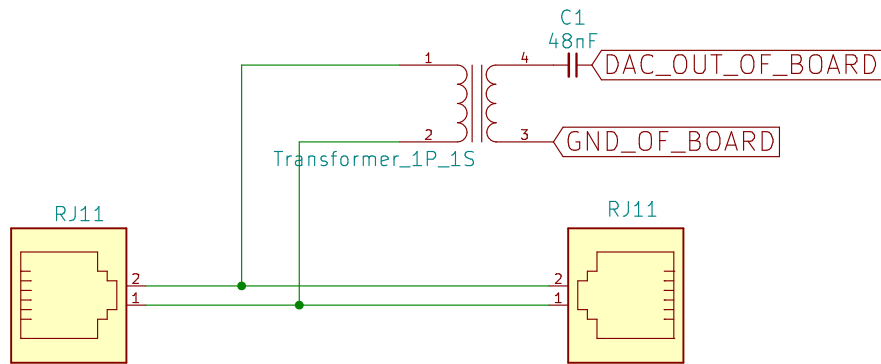 C1
48nF
1
4
DAC_OUT_OF_BOARD
2
3
GND_OF_BOARD
Transformer_1P_1S
RJ11
RJ11
2
1
2
1